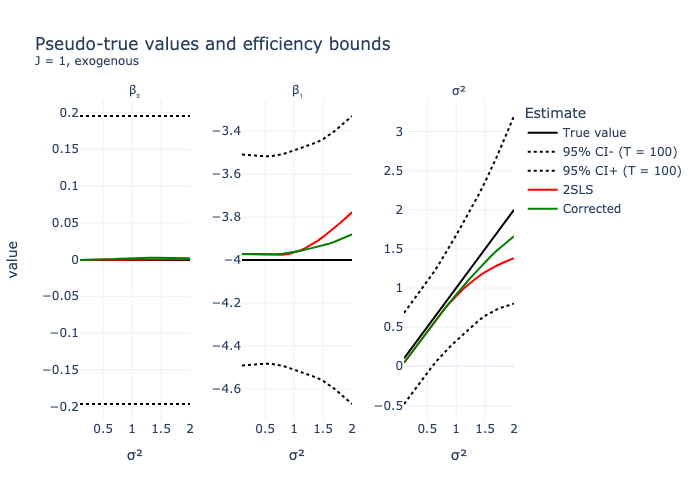 Pseudo-true values and efficiency bounds
J = 1, exogenous
β₀
β₁
σ²
Estimate
True value
95% CI- (T = 100)
95% CI+ (T = 100)
2SLS
Corrected
value
0.2
0.15
0.1
0.05
0
−0.05
−0.1
−0.15
−0.2
−3.4
−3.6
−3.8
−4
−4.2
−4.4
−4.6
3
2.5
2
1.5
1
0.5
0
−0.5
0.5 1 1.5 2
0.5 1 1.5 2
0.5 1 1.5 2
σ²
σ²
σ²